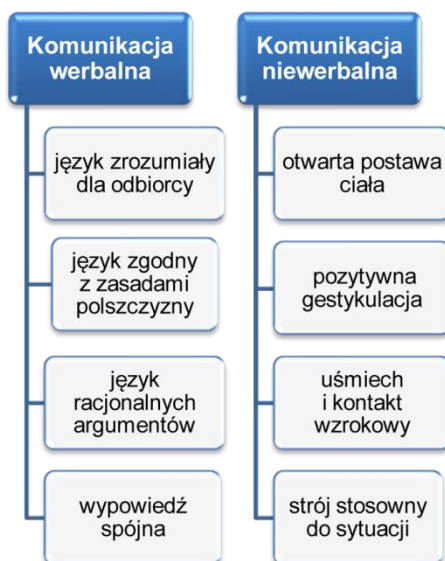 Komunikacja
werbalna
język zrozumiały
dla odbiorcy
język zgodny
z zasadami
polszczyzny
język
racjonalnych
argumentów
wypowiedź
spójna
Komunikacja
niewerbalna
otwarta postawa
ciała
pozytywna
gestykulacja
uśmiech
i kontakt
wzrokowy
strój stosowny
do sytuacji